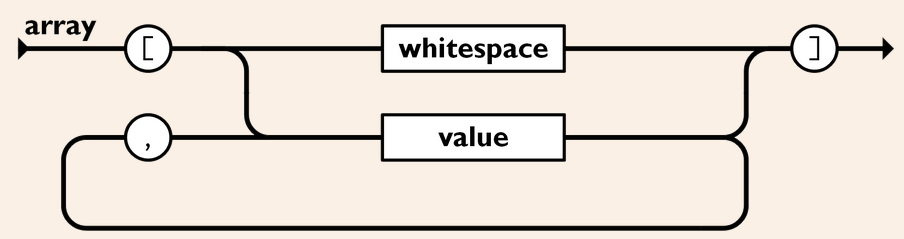 array
[ whitespace ]
, value